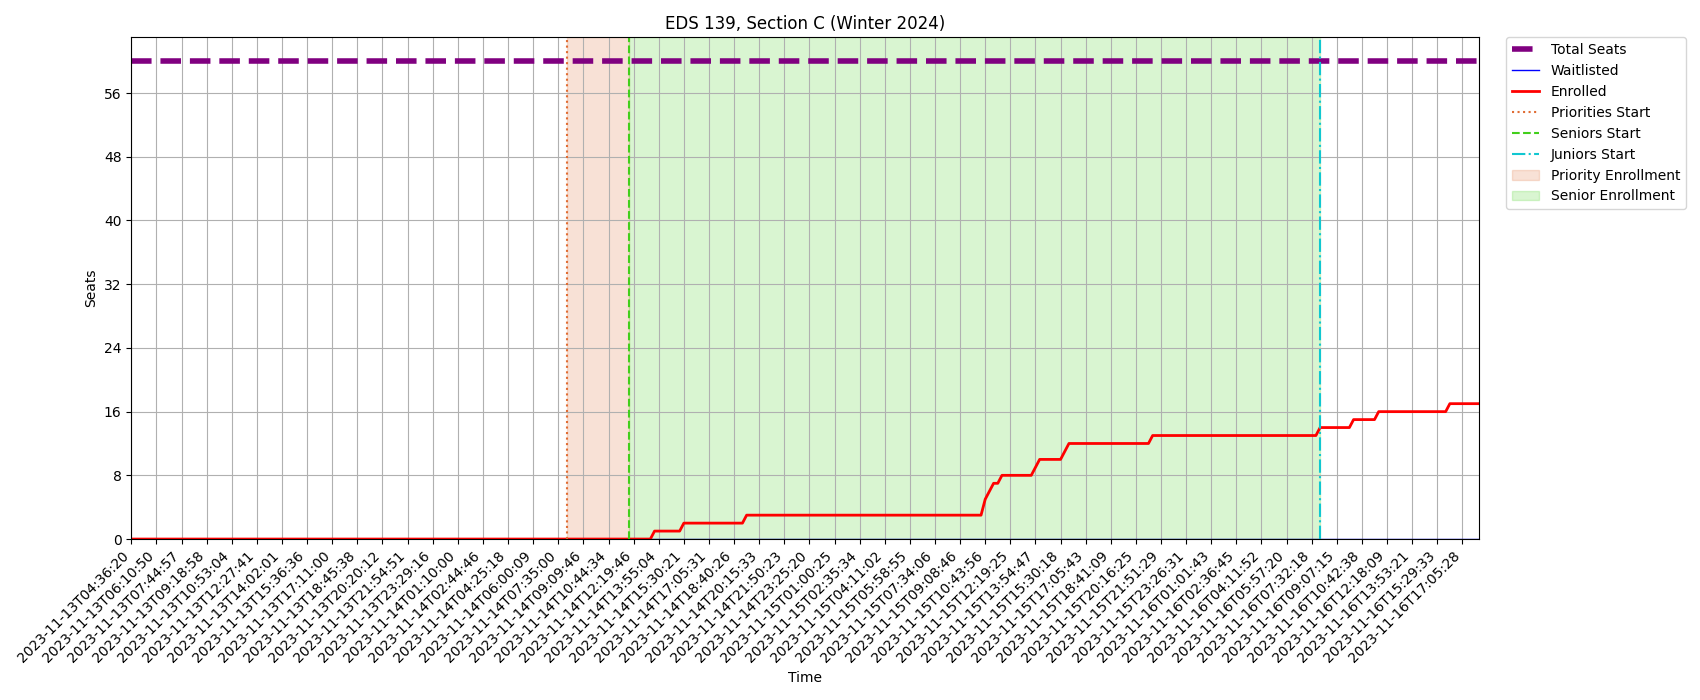 EDS 139, Section C (Winter 2024)
Total Seats
Waitlisted
Enrolled
Priorities Start
Seniors Start
Juniors Start
Priority Enrollment
Senior Enrollment
Seats
56
48
40
32
24
16
8
0
2023-11-13T04:36:20
2023-11-13T06:10:50
2023-11-13T07:44:57
2023-11-13T09:18:58
2023-11-13T10:53:04
2023-11-13T12:27:41
2023-11-13T14:02:01
2023-11-13T15:36:36
2023-11-13T17:11:00
2023-11-13T18:45:38
2023-11-13T20:20:12
2023-11-13T21:54:51
2023-11-13T23:29:16
2023-11-14T01:10:00
2023-11-14T02:44:46
2023-11-14T04:25:18
2023-11-14T06:00:09
2023-11-14T07:35:00
2023-11-14T09:09:46
2023-11-14T10:44:34
2023-11-14T12:19:46
2023-11-14T13:55:04
2023-11-14T15:30:21
2023-11-14T17:05:31
2023-11-14T18:40:26
2023-11-14T20:15:33
2023-11-14T21:50:23
2023-11-14T23:25:20
2023-11-15T01:00:25
2023-11-15T02:35:34
2023-11-15T04:11:02
2023-11-15T05:58:55
2023-11-15T07:34:06
2023-11-15T09:08:46
2023-11-15T10:43:56
2023-11-15T12:19:25
2023-11-15T13:54:47
2023-11-15T15:30:18
2023-11-15T17:05:43
2023-11-15T18:41:09
2023-11-15T20:16:25
2023-11-15T21:51:29
2023-11-15T23:26:31
2023-11-16T01:01:43
2023-11-16T02:36:45
2023-11-16T04:11:52
2023-11-16T05:57:20
2023-11-16T07:32:18
2023-11-16T09:07:15
2023-11-16T10:42:38
2023-11-16T12:18:09
2023-11-16T13:53:21
2023-11-16T15:29:33
2023-11-16T17:05:28
Time